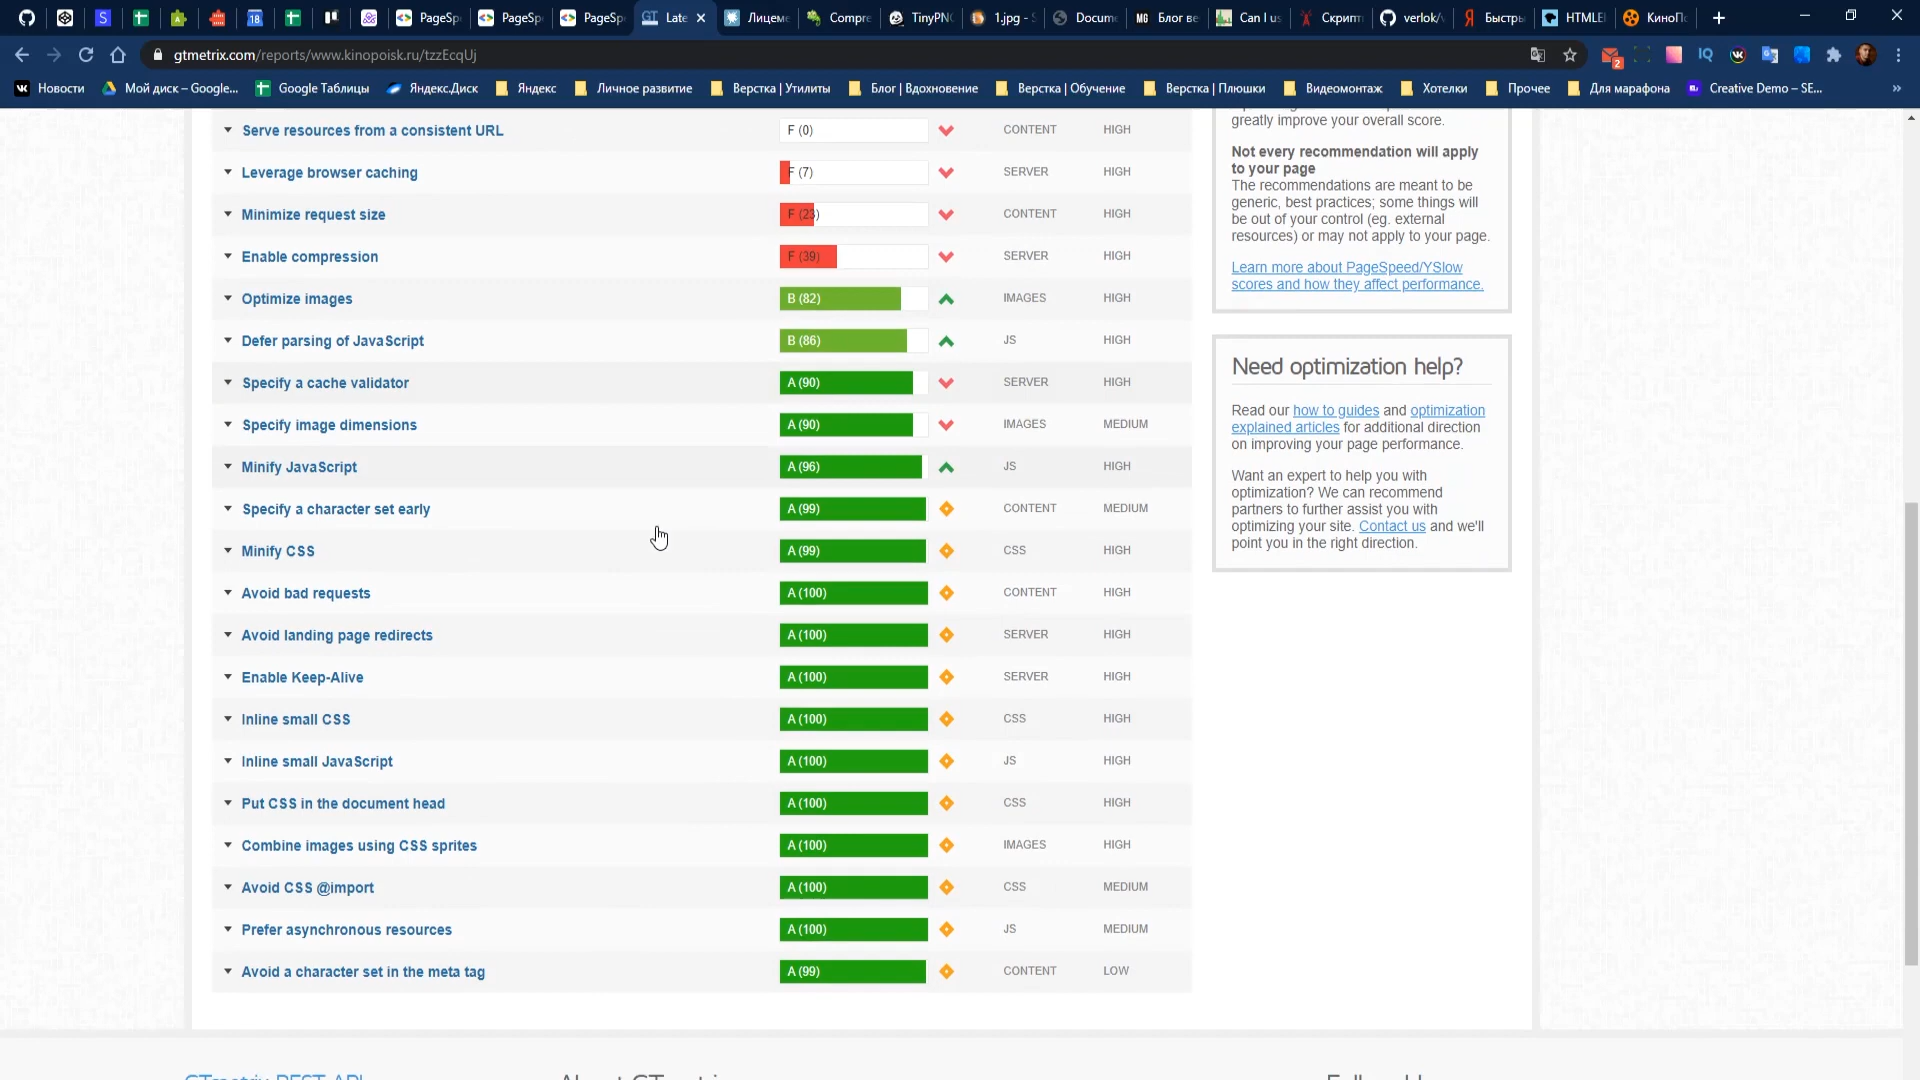 PageSp
PageSp
PageSp
GT Late
Лицеме
Compre
TinyPNG
1.jpg - S
Docume
MG Блог ве
Can I us
Скрипт
verlok/v
Я Быстры
HTMLE
КиноПо
18
gtmetrix.com/reports/www.kinopoisk.ru/tzzEcqUj
2
IQ
Новости
Мой диск – Google...
Google Таблицы
Яндекс.Диск
Яндекс
Личное развитие
Верстка | Утилиты
Блог | Вдохновение
Верстка | Обучение
Верстка | Плюшки
Видеомонтаж
Хотелки
Прочее
Для марафона
Creative Demo – SE...
»
Serve resources from a consistent URL F (0) CONTENT HIGH
Leverage browser caching F (7) SERVER HIGH
Minimize request size F (23) CONTENT HIGH
Enable compression F (39) SERVER HIGH
Optimize images B (82) IMAGES HIGH
Defer parsing of JavaScript B (86) JS HIGH
Specify a cache validator A (90) SERVER HIGH
Specify image dimensions A (90) IMAGES MEDIUM
Minify JavaScript A (96) JS HIGH
Specify a character set early A (99) CONTENT MEDIUM
Minify CSS A (99) CSS HIGH
Avoid bad requests A (100) CONTENT HIGH
Avoid landing page redirects A (100) SERVER HIGH
Enable Keep-Alive A (100) SERVER HIGH
Inline small CSS A (100) CSS HIGH
Inline small JavaScript A (100) JS HIGH
Put CSS in the document head A (100) CSS HIGH
Combine images using CSS sprites A (100) IMAGES HIGH
Avoid CSS @import A (100) CSS MEDIUM
Prefer asynchronous resources A (100) JS MEDIUM
Avoid a character set in the meta tag A (99) CONTENT LOW
greatly improve your overall score.
Not every recommendation will apply
to your page
The recommendations are meant to be
generic, best practices; some things will
be out of your control (eg. external
resources) or may not apply to your page.
Learn more about PageSpeed/YSlow
scores and how they affect performance.
Need optimization help?
Read our how to guides and optimization
explained articles for additional direction
on improving your page performance.
Want an expert to help you with
optimization? We can recommend
partners to further assist you with
optimizing your site. Contact us and we'll
point you in the right direction.
GTmetrix REST API